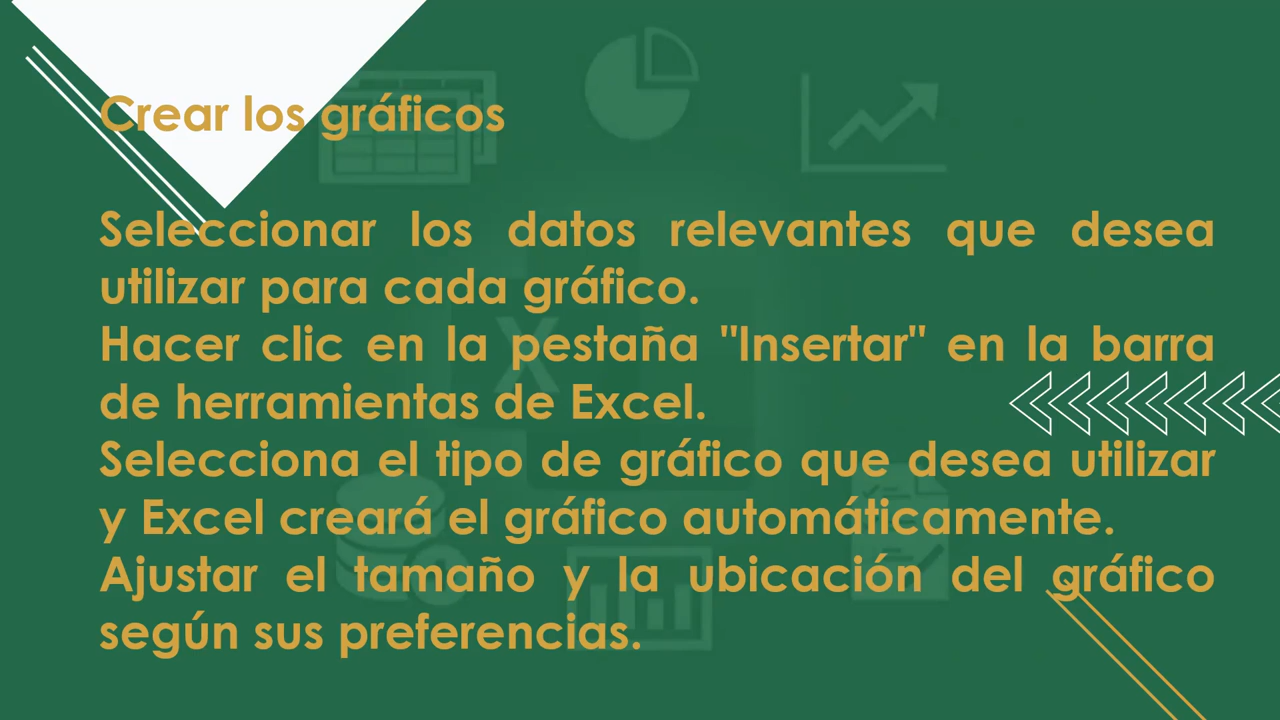 Crear los gráficos
Seleccionar los datos relevantes que desea
utilizar para cada gráfico.
Hacer clic en la pestaña "Insertar" en la barra
de herramientas de Excel.
Selecciona el tipo de gráfico que desea utilizar
y Excel creará el gráfico automáticamente.
Ajustar el tamaño y la ubicación del gráfico
según sus preferencias.
X